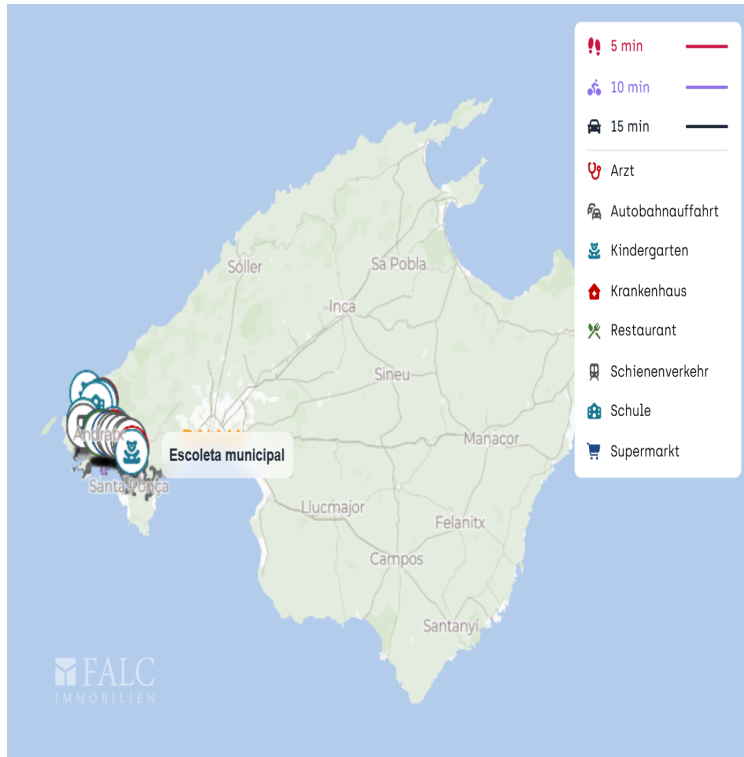 5 min
10 min
15 min
Arzt
Autobahnauffahrt
Kindergarten
Krankenhaus
Restaurant
Schienenverkehr
Schule
Supermarkt
Sóller
Sa Pobla
Inca
Sineu
Andratx
Escoleta municipal
Manacor
Santa Ponça
Llucmajor
Felanitx
Campos
Santanyí
FALC
IMMOBILIEN